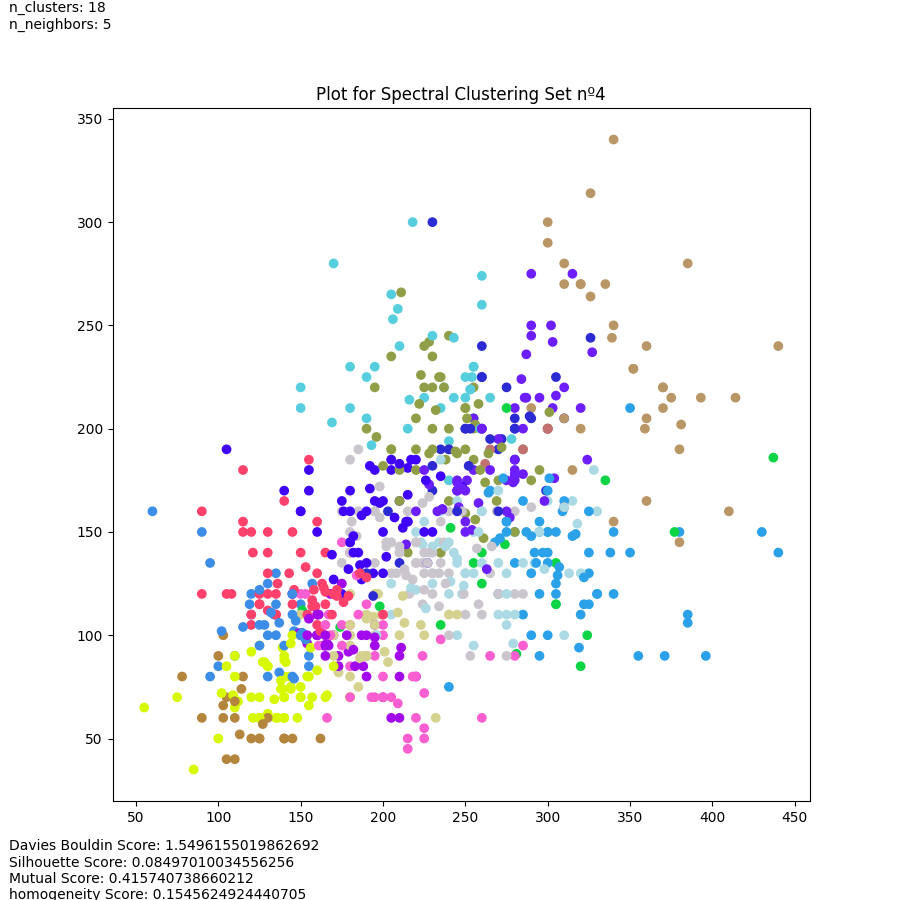 n_clusters: 18
n_neighbors: 5
Plot for Spectral Clustering Set nº4
350
300
250
200
150
100
50
50 100 150 200 250 300 350 400 450
Davies Bouldin Score: 1.5496155019862692
Silhouette Score: 0.08497010034556256
Mutual Score: 0.415740738660212
homogeneity Score: 0.1545624924440705